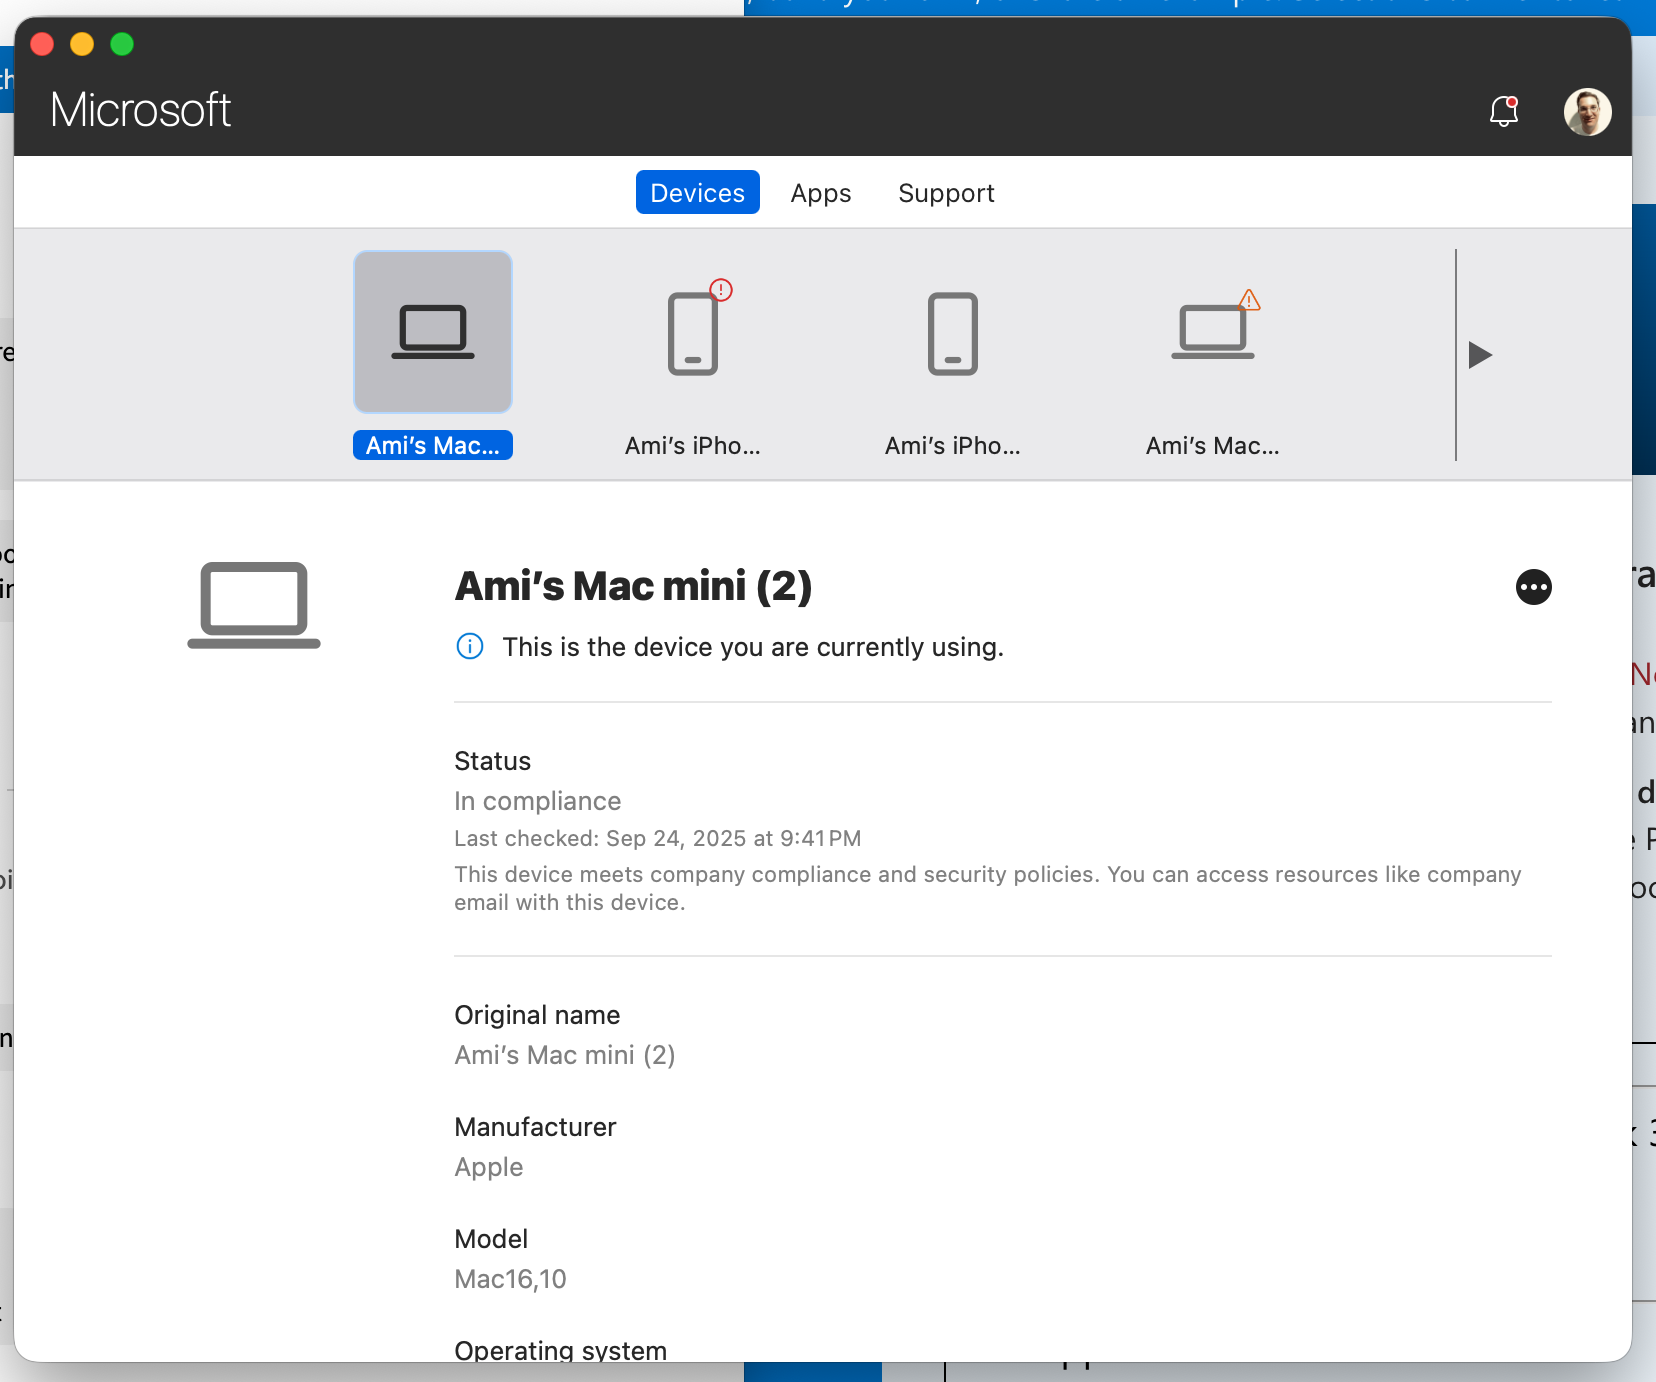 Microsoft
Devices
Apps
Support
Ami's Mac...
Ami's iPho...
Ami's iPho...
Ami's Mac...
Ami's Mac mini (2)
This is the device you are currently using.
Status
In compliance
Last checked: Sep 24, 2025 at 9:41 PM
This device meets company compliance and security policies. You can access resources like company
email with this device.
Original name
Ami's Mac mini (2)
Manufacturer
Apple
Model
Mac16,10
Operating system